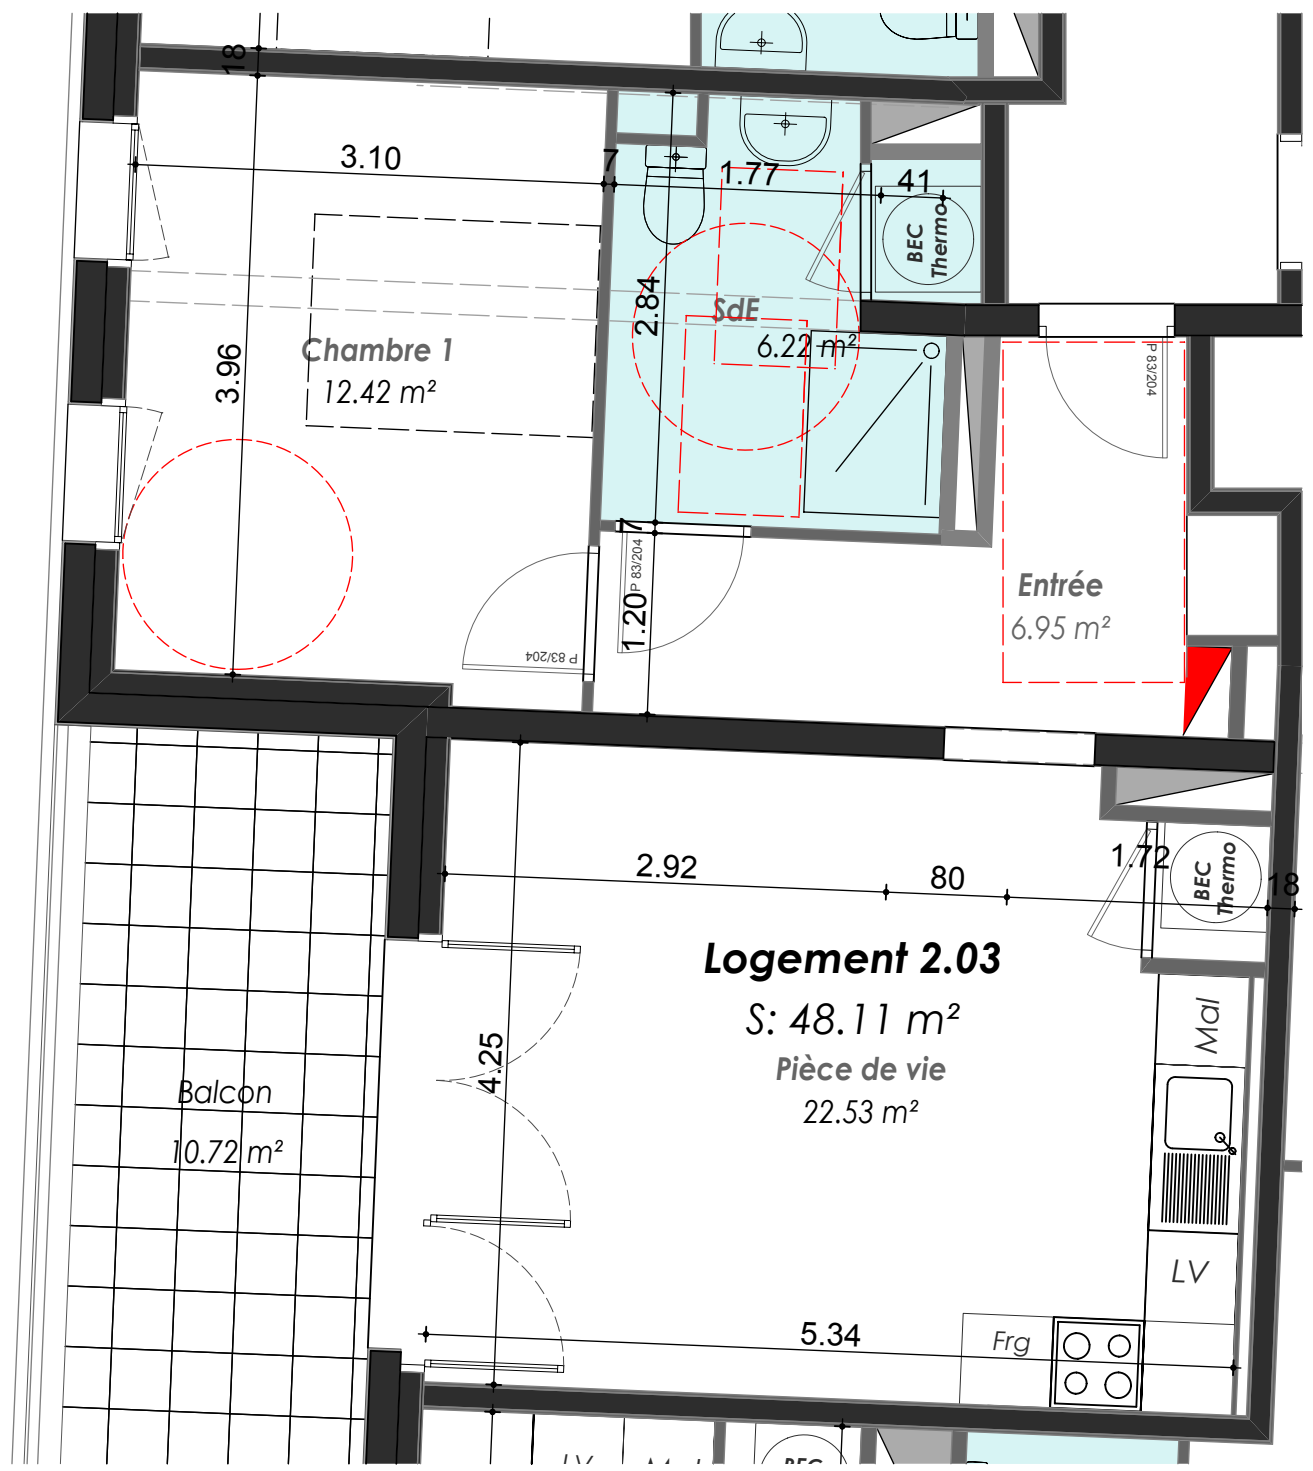 18
3.10
7
1.77
41
BEC
Thermo
2.84
SdE
6.22 m²
3.96
Chambre 1
12.42 m²
P 83/204
7
P 83/204
1.20
Entrée
6.95 m²
P 83/204
2.92
80
1.72
BEC
Thermo
18
Logement 2.03
S: 48.11 m²
Pièce de vie
22.53 m²
Mal
4.25
Balcon
10.72 m²
LV
5.34
Frg
LV
BEC